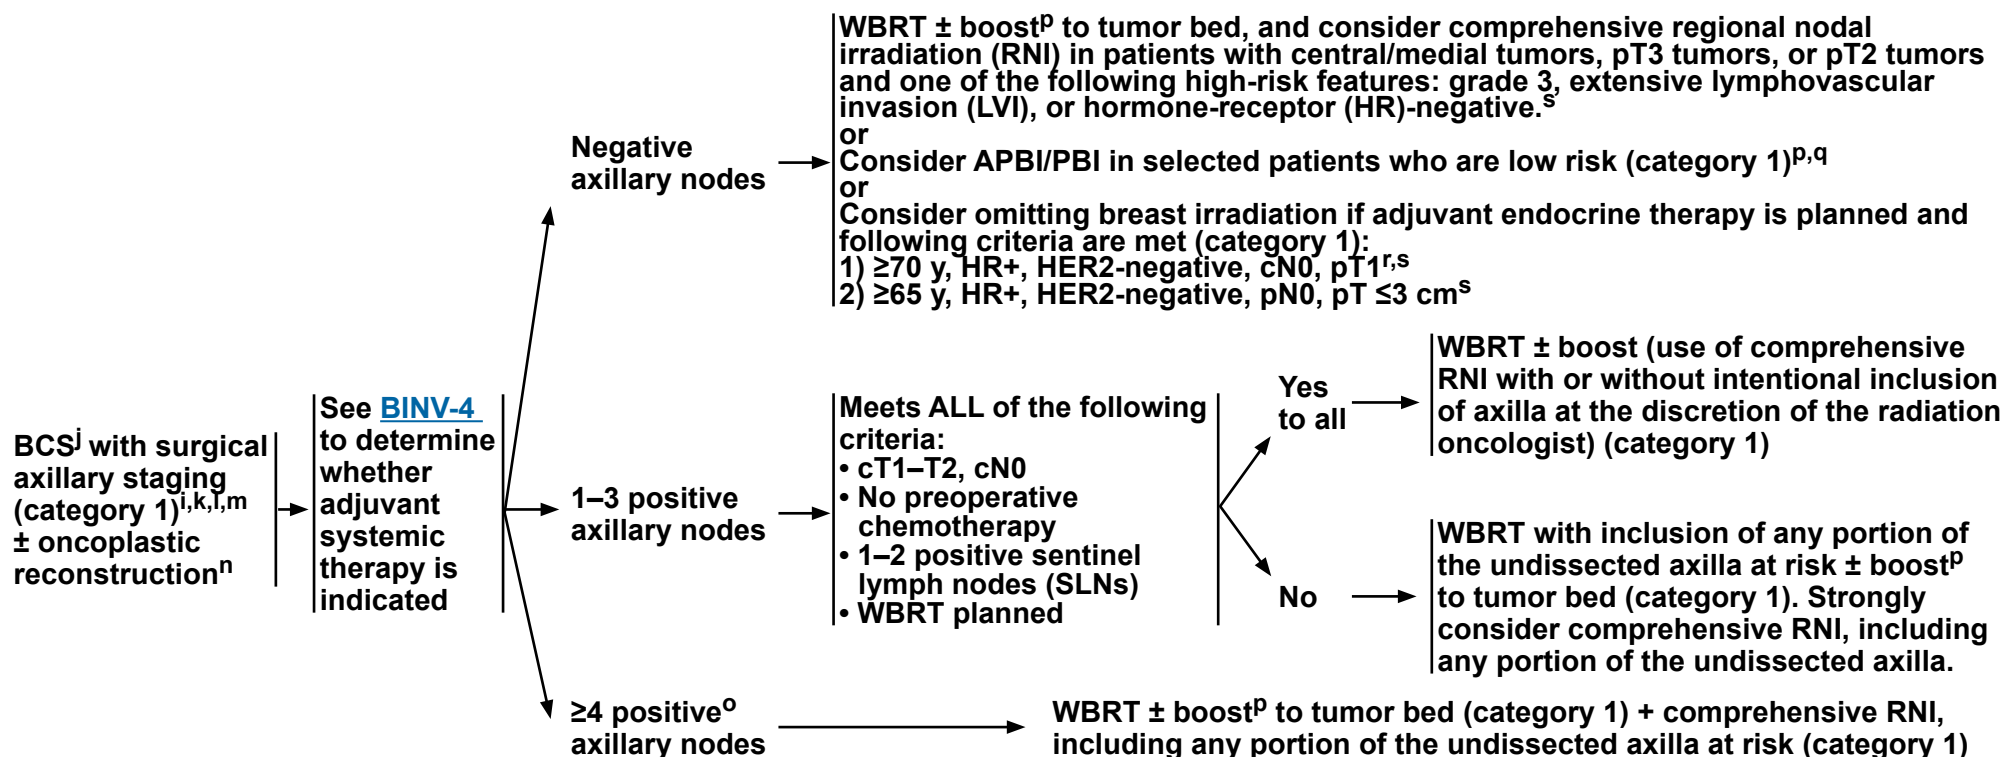 WBRT ± boostᵖ to tumor bed, and consider comprehensive regional nodal
irradiation (RNI) in patients with central/medial tumors, pT3 tumors, or pT2 tumors
and one of the following high-risk features: grade 3, extensive lymphovascular
invasion (LVI), or hormone-receptor (HR)-negative.ˢ
or
Consider APBI/PBI in selected patients who are low risk (category 1)ᵖ,q
or
Consider omitting breast irradiation if adjuvant endocrine therapy is planned and
following criteria are met (category 1):
1) ≥70 y, HR+, HER2-negative, cN0, pT1ʳ,ˢ
2) ≥65 y, HR+, HER2-negative, pN0, pT ≤3 cmˢ
Negative
axillary nodes
BCSʲ with surgical
axillary staging
(category 1)ⁱ,ᵏ,ˡ,ᵐ
± oncoplastic
reconstructionⁿ
See BINV-4
to determine
whether
adjuvant
systemic
therapy is
indicated
1–3 positive
axillary nodes
Meets ALL of the following
criteria:
• cT1–T2, cN0
• No preoperative
chemotherapy
• 1–2 positive sentinel
lymph nodes (SLNs)
• WBRT planned
Yes
to all
WBRT ± boost (use of comprehensive
RNI with or without intentional inclusion
of axilla at the discretion of the radiation
oncologist) (category 1)
No
WBRT with inclusion of any portion of
the undissected axilla at risk ± boostᵖ
to tumor bed (category 1). Strongly
consider comprehensive RNI, including
any portion of the undissected axilla.
≥4 positiveᵒ
axillary nodes
WBRT ± boostᵖ to tumor bed (category 1) + comprehensive RNI,
including any portion of the undissected axilla at risk (category 1)